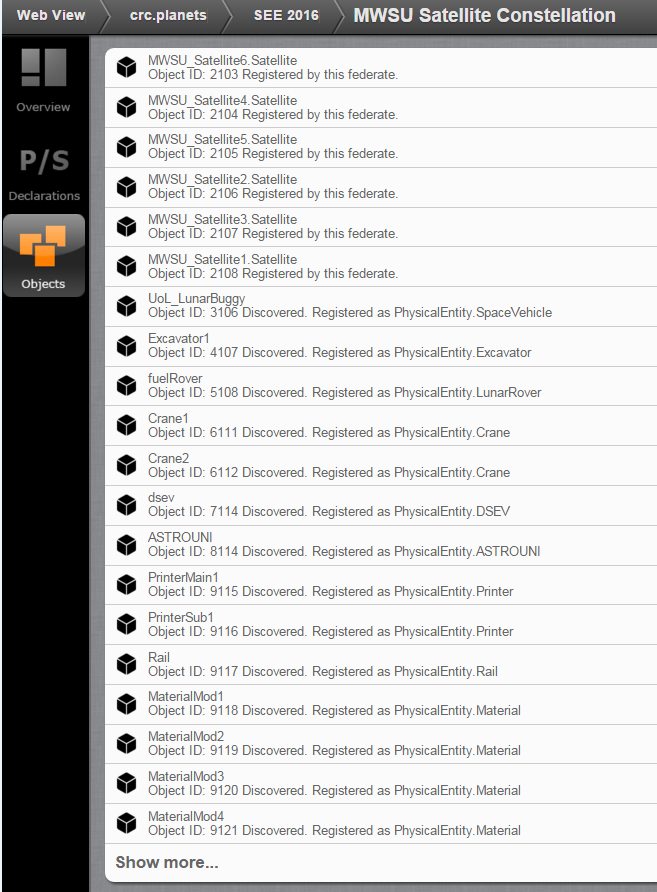 Web View
crc.planets
SEE 2016
MWSU Satellite Constellation
Overview
P/S
Declarations
Objects
MWSU_Satellite6.Satellite
Object ID: 2103 Registered by this federate.
MWSU_Satellite4.Satellite
Object ID: 2104 Registered by this federate.
MWSU_Satellite5.Satellite
Object ID: 2105 Registered by this federate.
MWSU_Satellite2.Satellite
Object ID: 2106 Registered by this federate.
MWSU_Satellite3.Satellite
Object ID: 2107 Registered by this federate.
MWSU_Satellite1.Satellite
Object ID: 2108 Registered by this federate.
UoL_LunarBuggy
Object ID: 3106 Discovered. Registered as PhysicalEntity.SpaceVehicle
Excavator1
Object ID: 4107 Discovered. Registered as PhysicalEntity.Excavator
fuelRover
Object ID: 5108 Discovered. Registered as PhysicalEntity.LunarRover
Crane1
Object ID: 6111 Discovered. Registered as PhysicalEntity.Crane
Crane2
Object ID: 6112 Discovered. Registered as PhysicalEntity.Crane
dsev
Object ID: 7114 Discovered. Registered as PhysicalEntity.DSEV
ASTROUNI
Object ID: 8114 Discovered. Registered as PhysicalEntity.ASTROUNI
PrinterMain1
Object ID: 9115 Discovered. Registered as PhysicalEntity.Printer
PrinterSub1
Object ID: 9116 Discovered. Registered as PhysicalEntity.Printer
Rail
Object ID: 9117 Discovered. Registered as PhysicalEntity.Rail
MaterialMod1
Object ID: 9118 Discovered. Registered as PhysicalEntity.Material
MaterialMod2
Object ID: 9119 Discovered. Registered as PhysicalEntity.Material
MaterialMod3
Object ID: 9120 Discovered. Registered as PhysicalEntity.Material
MaterialMod4
Object ID: 9121 Discovered. Registered as PhysicalEntity.Material
Show more...